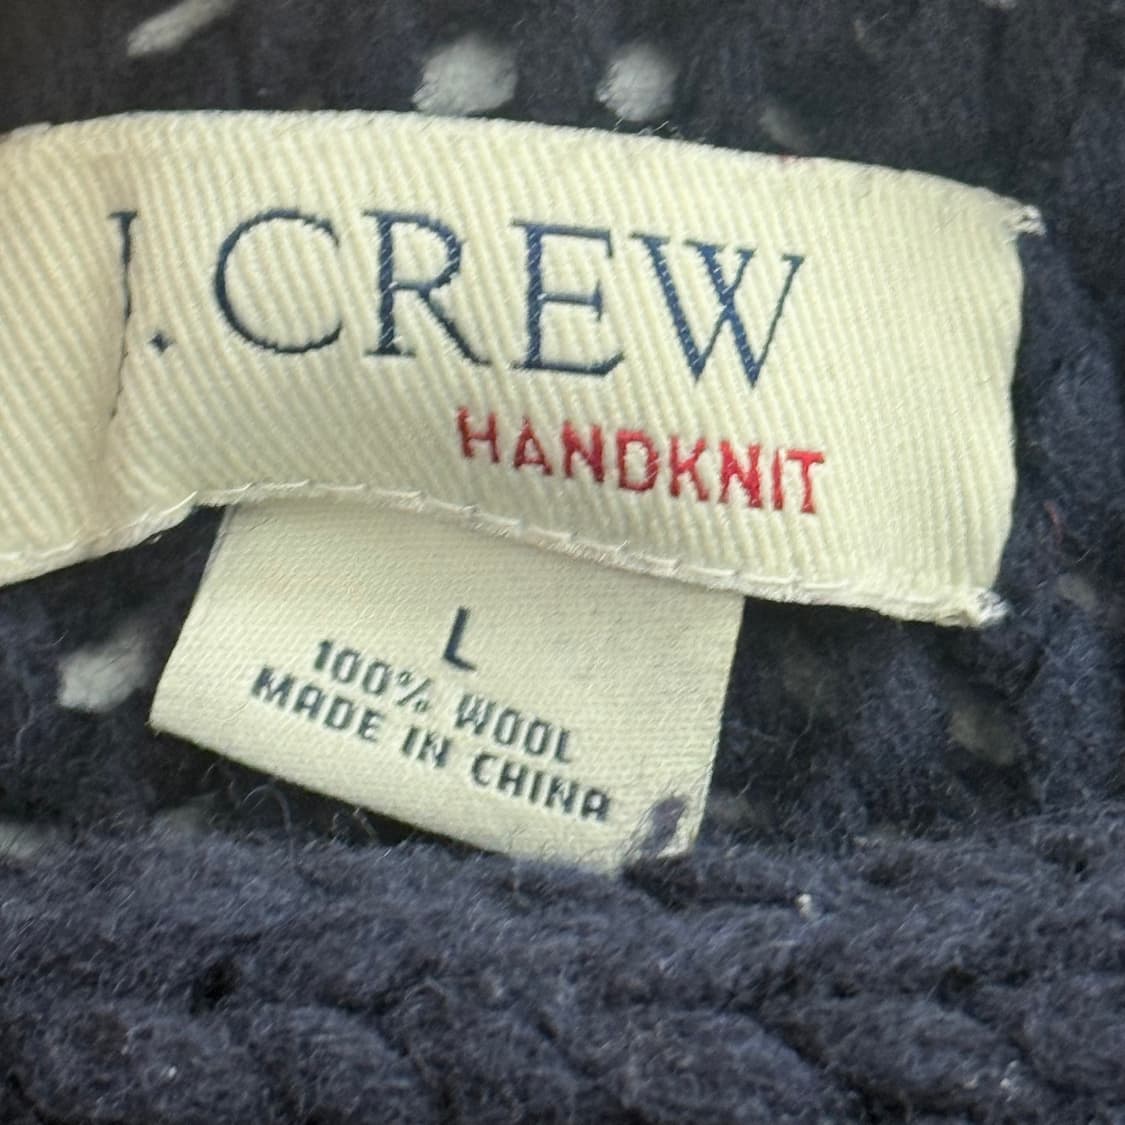 J.CREW
HANDKNIT
L
100% WOOL
MADE IN CHINA